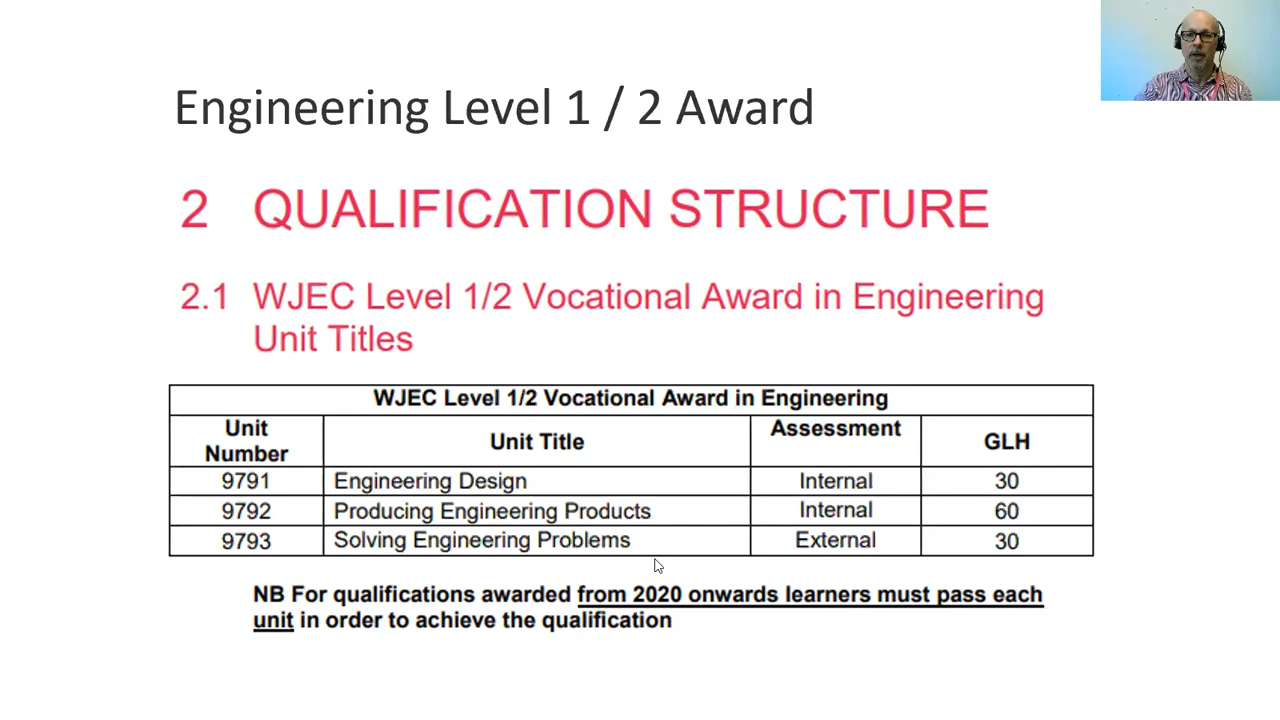 Engineering Level 1 / 2 Award
2 QUALIFICATION STRUCTURE
2.1 WJEC Level 1/2 Vocational Award in Engineering
Unit Titles
WJEC Level 1/2 Vocational Award in Engineering
Unit Number Unit Title Assessment GLH
9791 Engineering Design Internal 30
9792 Producing Engineering Products Internal 60
9793 Solving Engineering Problems External 30
NB For qualifications awarded from 2020 onwards learners must pass each
unit in order to achieve the qualification